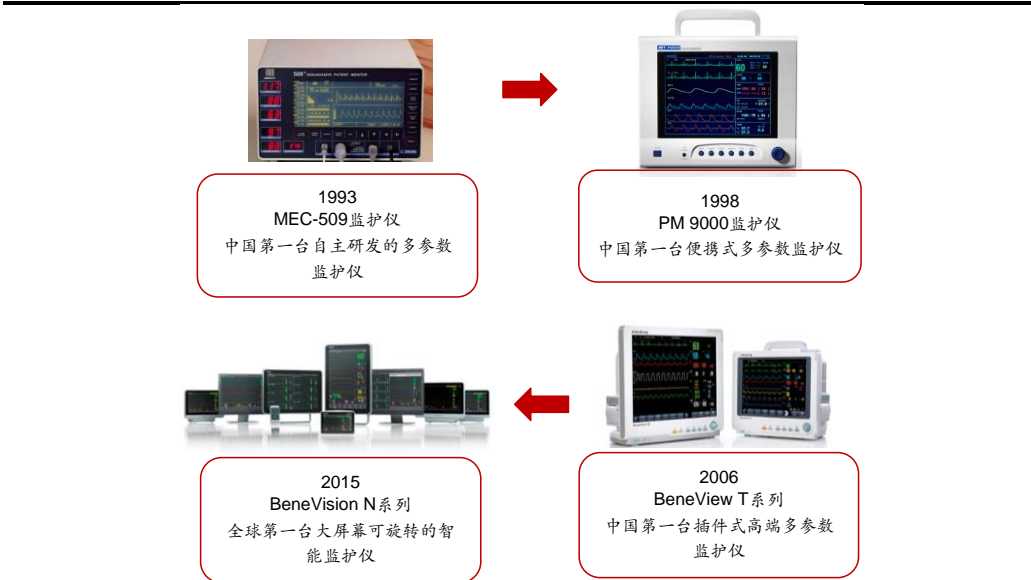 509
1993
MEC-509监护仪
中国第一台自主研发的多参数
监护仪
60
1998
PM 9000监护仪
中国第一台便携式多参数监护仪
2006
BeneView T系列
中国第一台插件式高端多参数
监护仪
2015
BeneVision N系列
全球第一台大屏幕可旋转的智
能监护仪